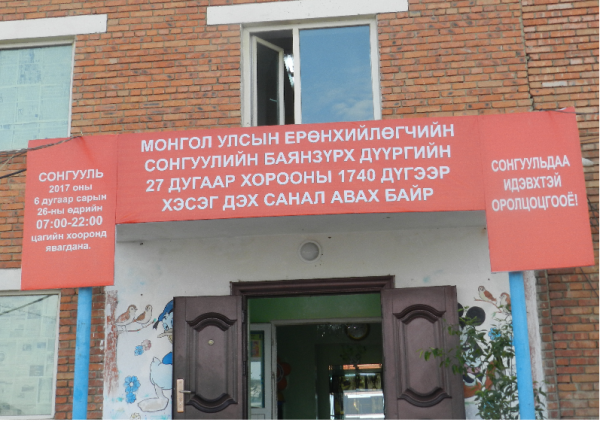 СОНГУУЛЬ
2017 оны
6 дугаар сарын
26-ны өдрийн
07:00-22:00
цагийн хооронд
явагдана.
МОНГОЛ УЛСЫН ЕРӨНХИЙЛӨГЧИЙН
СОНГУУЛИЙН БАЯНЗҮРХ ДҮҮРГИЙН
27 ДУГААР ХОРООНЫ 1740 ДҮГЭЭР
ХЭСЭГ ДЭХ САНАЛ АВАХ БАЙР
СОНГУУЛЬДАА
ИДЭВХТЭЙ
ОРОЛЦОЦГООЁ!